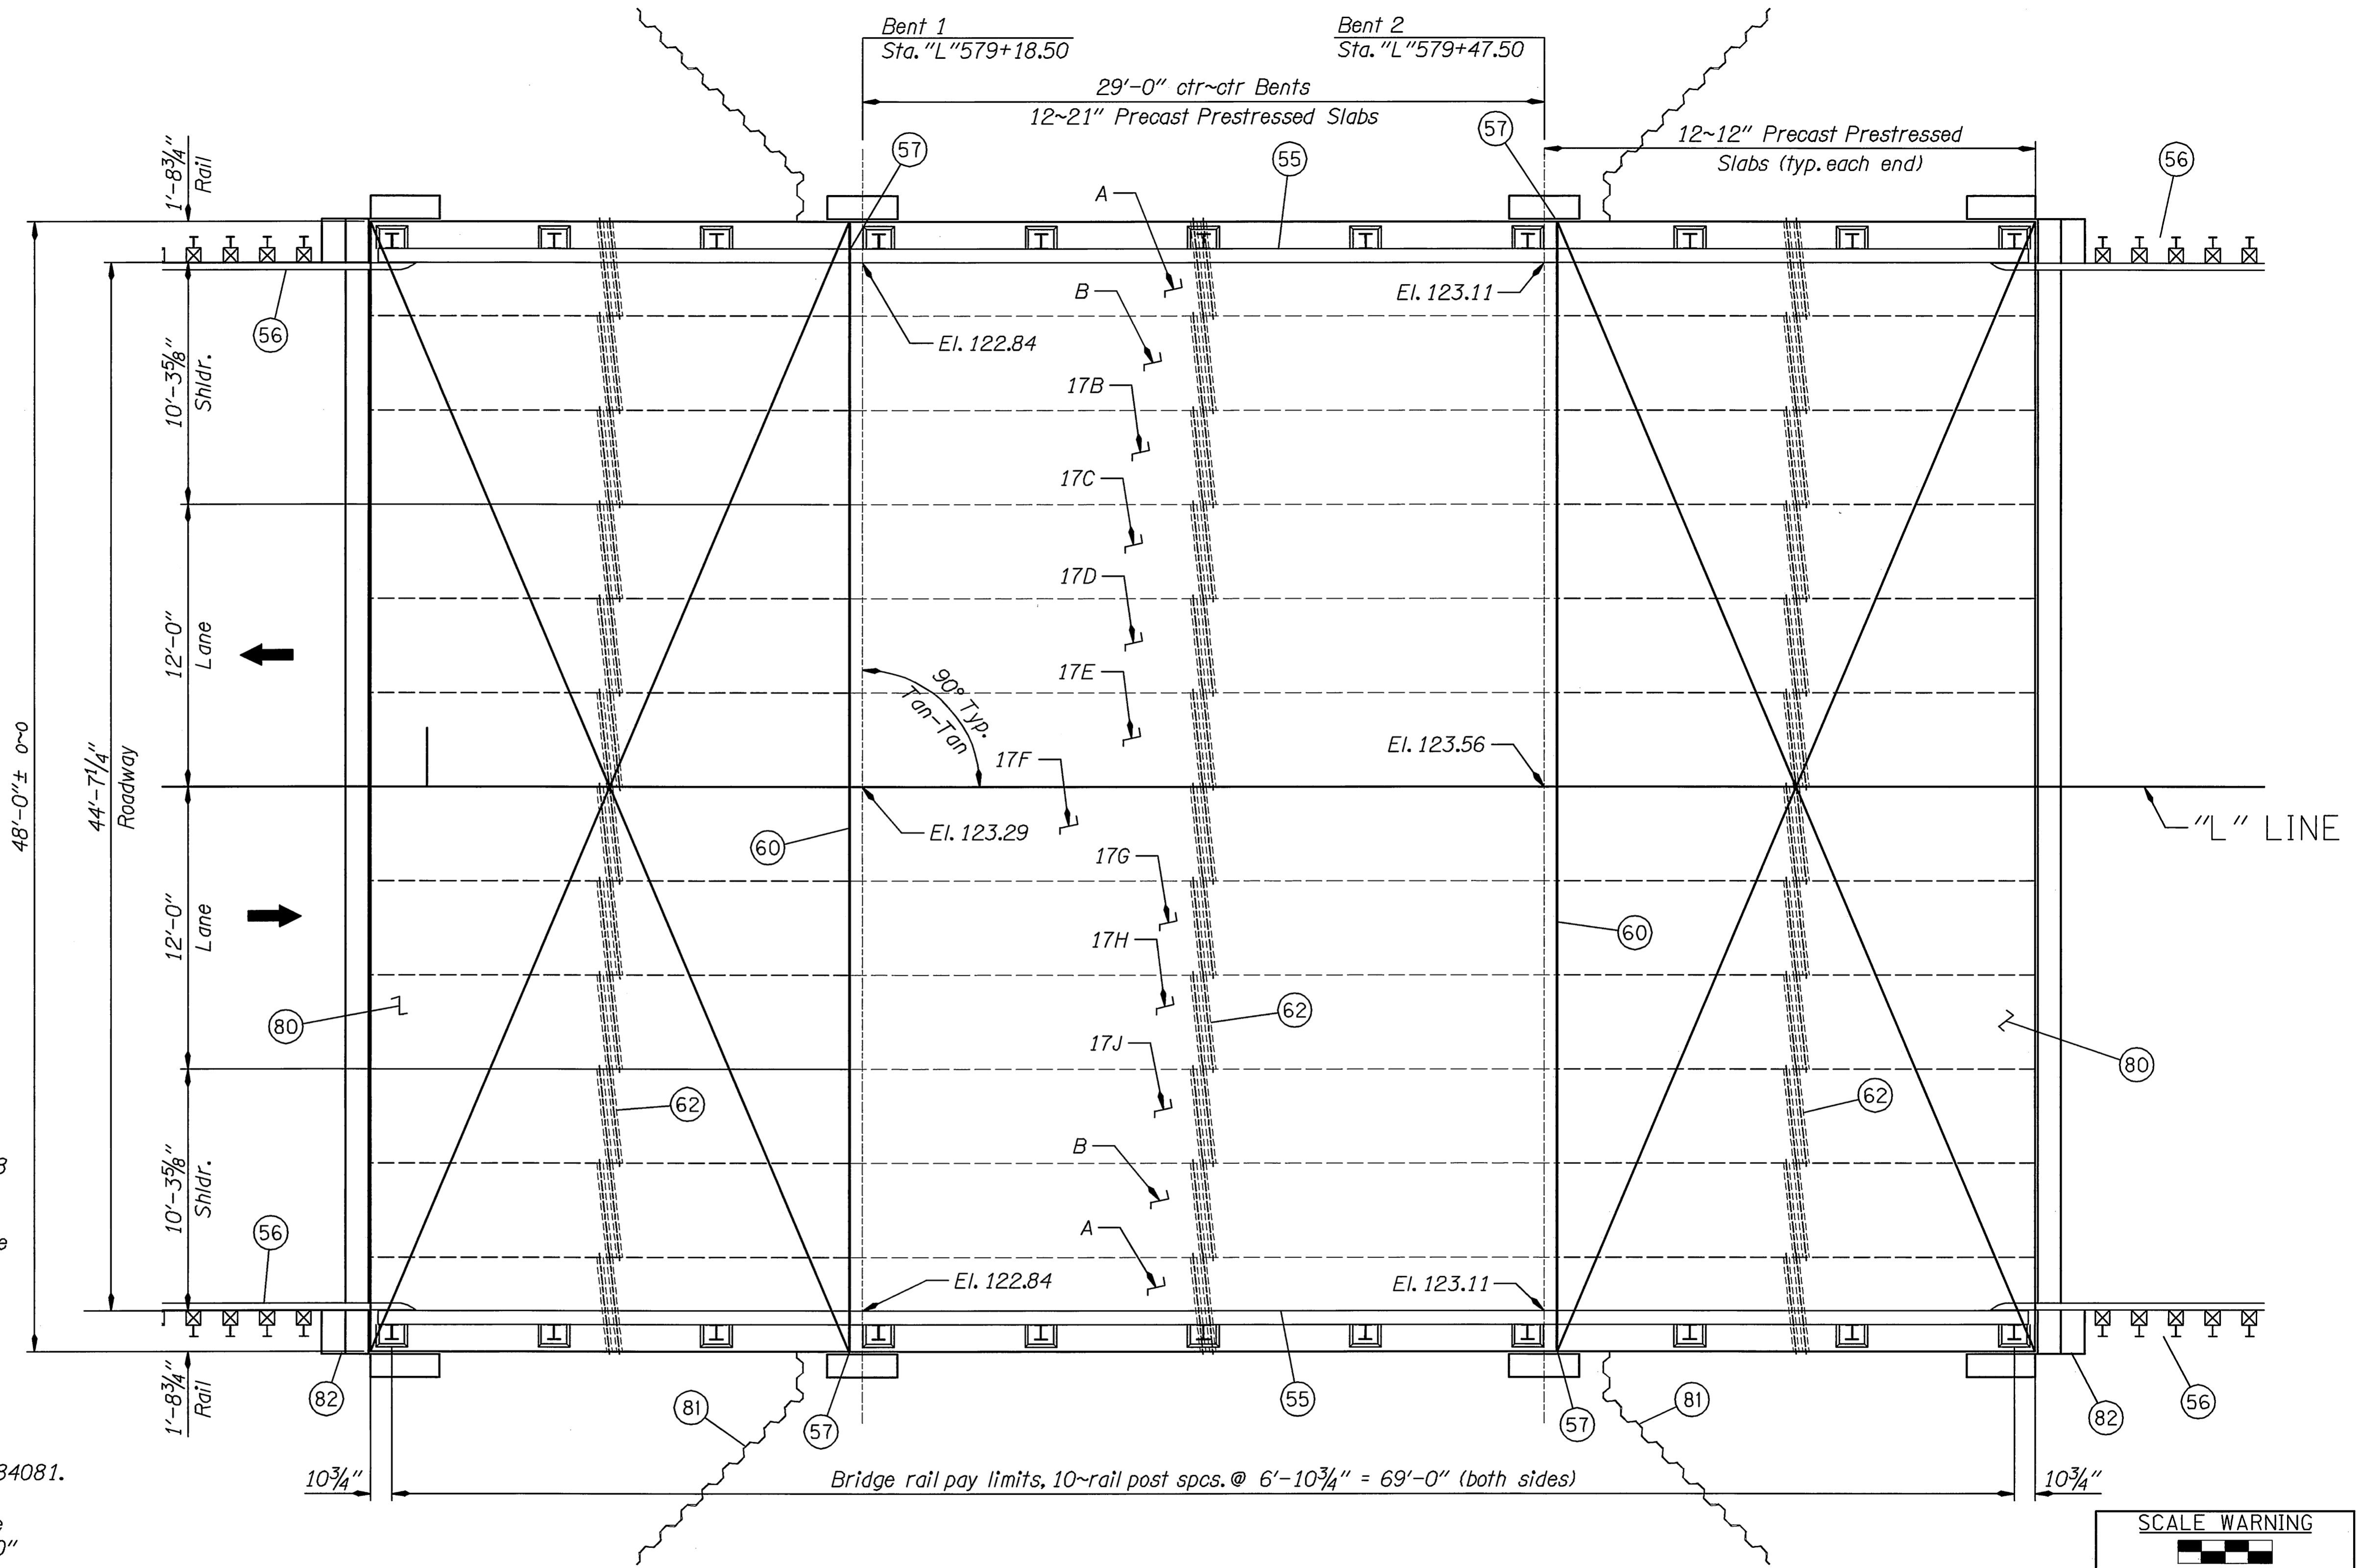 Bent 1
Sta. "L"579+18.50
Bent 2
Sta. "L"579+47.50
29'-0" ctr~ctr Bents
12~21" Precast Prestressed Slabs
12~12" Precast Prestressed
Slabs (typ. each end)
57
57
55
56
1'-8¾"
Rail
A
B
El. 123.11
56
El. 122.84
10'-3⅝"
Shldr.
17B
17C
17D
17E
12'-0"
Lane
90° Typ.
Tan-Tan
17F
El. 123.56
48'-0"± o~o
44'-7¼"
Roadway
El. 123.29
"L" LINE
60
17G
60
12'-0"
Lane
17H
80
62
17J
80
62
62
10'-3⅝"
Shldr.
B
A
56
El. 122.84
El. 123.11
1'-8¾"
Rail
82
81
57
55
57
81
82
56
84081.
10¾"
Bridge rail pay limits, 10~rail post spcs. @ 6'-10¾" = 69'-0" (both sides)
10¾"
SCALE WARNING